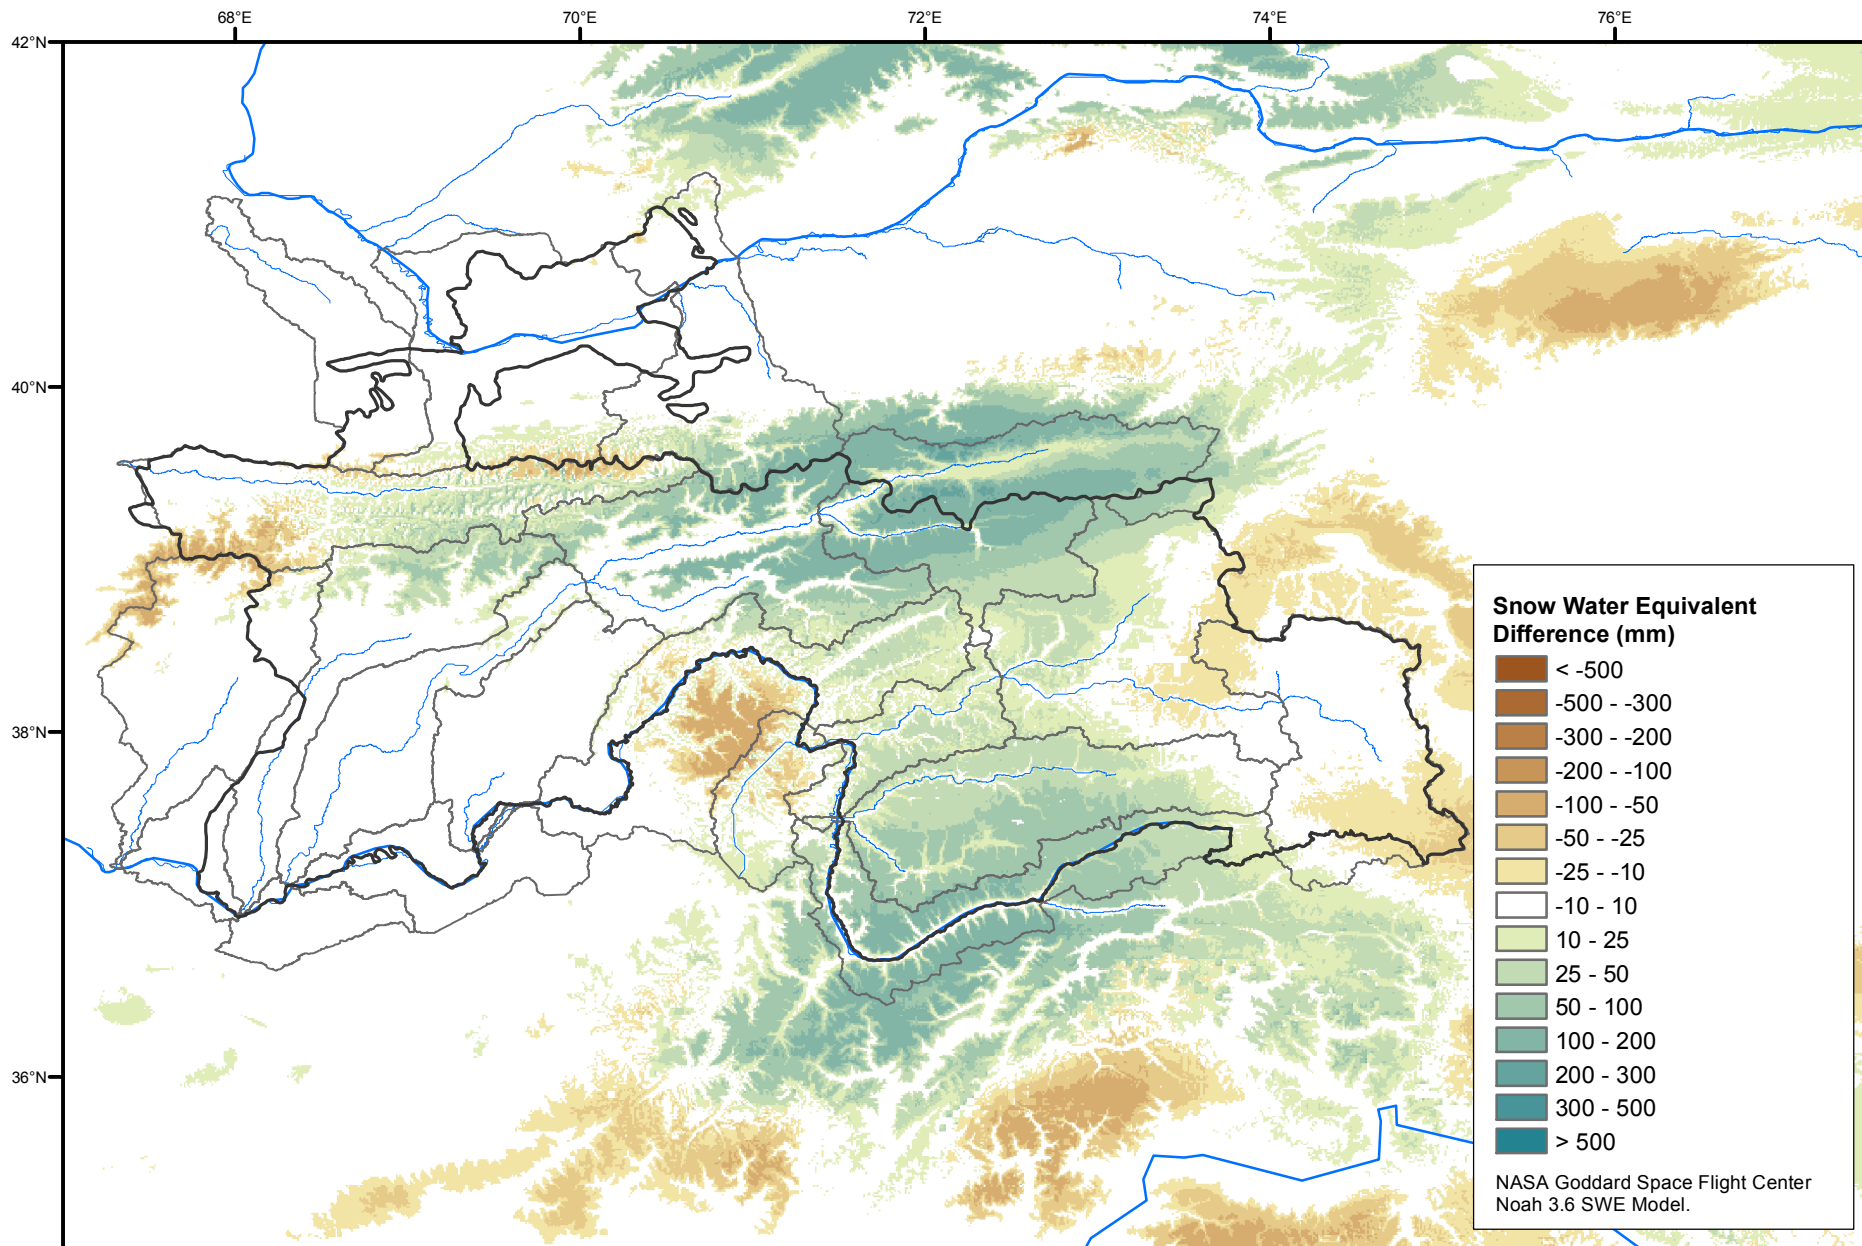 68°E
70°E
72°E
74°E
76°E
42°N
40°N
38°N
36°N
Snow Water Equivalent
Difference (mm)
< -500
-500 - -300
-300 - -200
-200 - -100
-100 - -50
-50 - -25
-25 - -10
-10 - 10
10 - 25
25 - 50
50 - 100
100 - 200
200 - 300
300 - 500
> 500
NASA Goddard Space Flight Center
Noah 3.6 SWE Model.